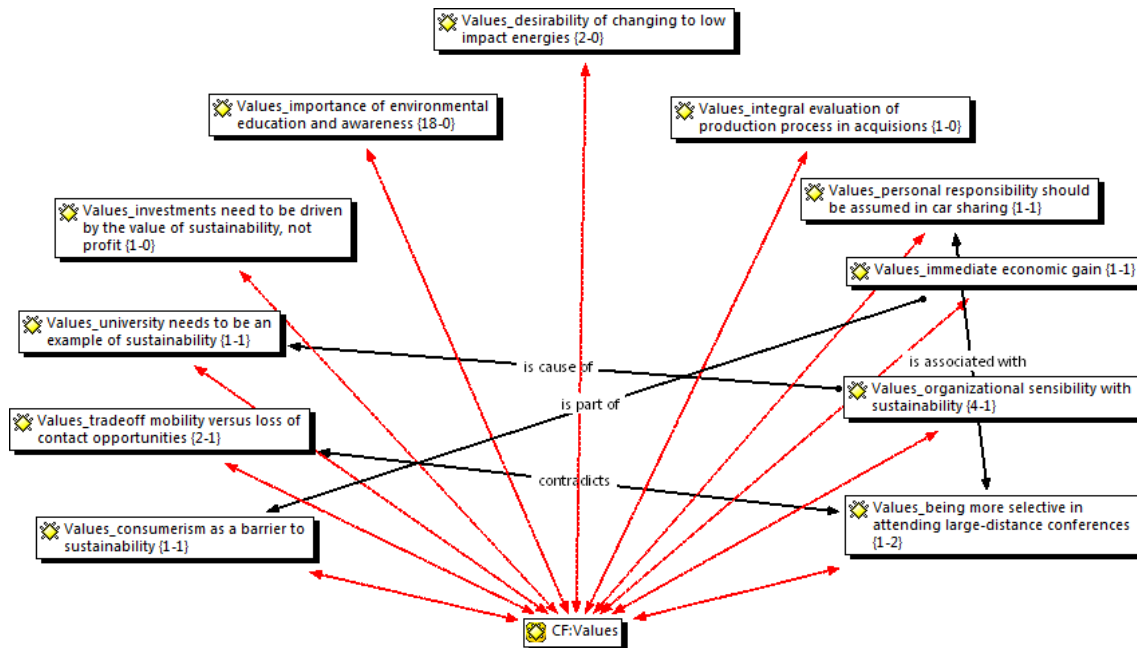 Values_desirability of changing to low
impact energies {2-0}
Values_importance of environmental
education and awareness {18-0}
Values_integral evaluation of
production process in acquisions {1-0}
Values_personal responsibility should
be assumed in car sharing {1-1}
Values_investments need to be driven
by the value of sustainability, not
profit {1-0}
Values_immediate economic gain {1-1}
Values_university needs to be an
example of sustainability {1-1}
is associated with
is cause of
Values_organizational sensibility with
sustainability {4-1}
is part of
Values_tradeoff mobility versus loss of
contact opportunities {2-1}
contradicts
Values_being more selective in
attending large-distance conferences
{1-2}
Values_consumerism as a barrier to
sustainability {1-1}
CF:Values